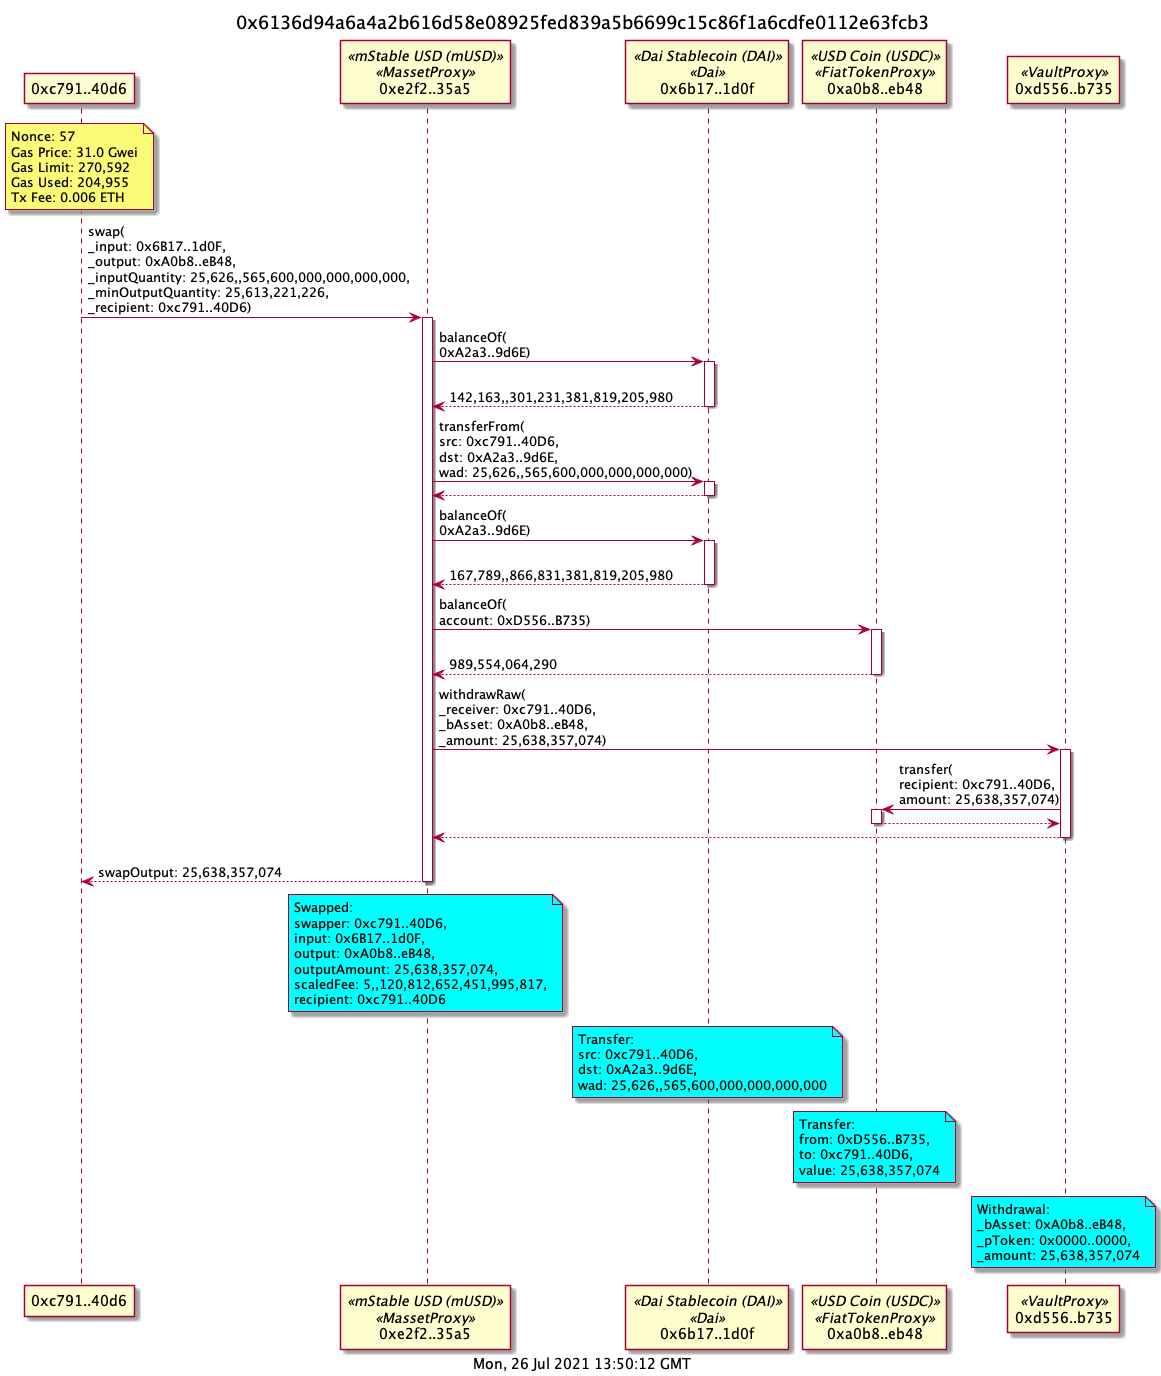 0x6136d94a6a4a2b616d58e08925fed839a5b6699c15c86f1a6cdfe0112e63fcb3
0xc791..40d6
«mStable USD (mUSD)»
«MassetProxy»
0xe2f2..35a5
«Dai Stablecoin (DAI)»
«Dai»
0x6b17..1d0f
«USD Coin (USDC)»
«FiatTokenProxy»
0xa0b8..eb48
«VaultProxy»
0xd556..b735
Nonce: 57
Gas Price: 31.0 Gwei
Gas Limit: 270,592
Gas Used: 204,955
Tx Fee: 0.006 ETH
swap(
_input: 0x6B17..1d0F,
_output: 0xA0b8..eB48,
_inputQuantity: 25,626,,565,600,000,000,000,000,
_minOutputQuantity: 25,613,221,226,
_recipient: 0xc791..40D6)
balanceOf(
0xA2a3..9d6E)
142,163,,301,231,381,819,205,980
transferFrom(
src: 0xc791..40D6,
dst: 0xA2a3..9d6E,
wad: 25,626,,565,600,000,000,000,000)
balanceOf(
0xA2a3..9d6E)
167,789,,866,831,381,819,205,980
balanceOf(
account: 0xD556..B735)
989,554,064,290
withdrawRaw(
_receiver: 0xc791..40D6,
_bAsset: 0xA0b8..eB48,
_amount: 25,638,357,074)
transfer(
recipient: 0xc791..40D6,
amount: 25,638,357,074)
swapOutput: 25,638,357,074
Swapped:
swapper: 0xc791..40D6,
input: 0x6B17..1d0F,
output: 0xA0b8..eB48,
outputAmount: 25,638,357,074,
scaledFee: 5,,120,812,652,451,995,817,
recipient: 0xc791..40D6
Transfer:
src: 0xc791..40D6,
dst: 0xA2a3..9d6E,
wad: 25,626,,565,600,000,000,000,000
Transfer:
from: 0xD556..B735,
to: 0xc791..40D6,
value: 25,638,357,074
Withdrawal:
_bAsset: 0xA0b8..eB48,
_pToken: 0x0000..0000,
_amount: 25,638,357,074
0xc791..40d6
«mStable USD (mUSD)»
«MassetProxy»
0xe2f2..35a5
«Dai Stablecoin (DAI)»
«Dai»
0x6b17..1d0f
«USD Coin (USDC)»
«FiatTokenProxy»
0xa0b8..eb48
«VaultProxy»
0xd556..b735
Mon, 26 Jul 2021 13:50:12 GMT